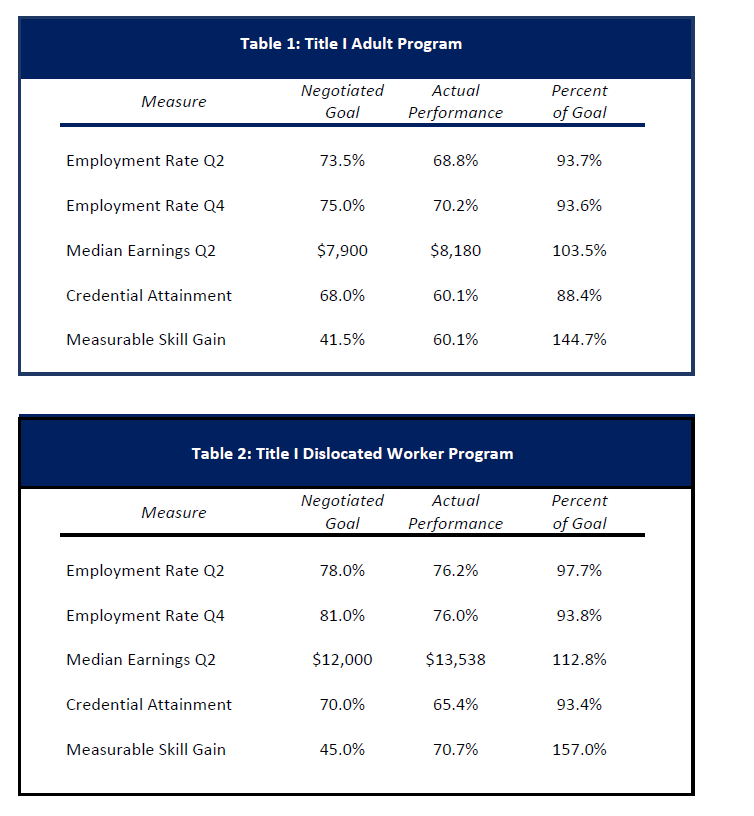 Table 1: Title I Adult Program
Measure Negotiated Goal Actual Performance Percent of Goal
Employment Rate Q2 73.5% 68.8% 93.7%
Employment Rate Q4 75.0% 70.2% 93.6%
Median Earnings Q2 $7,900 $8,180 103.5%
Credential Attainment 68.0% 60.1% 88.4%
Measurable Skill Gain 41.5% 60.1% 144.7%
Table 2: Title I Dislocated Worker Program
Measure Negotiated Goal Actual Performance Percent of Goal
Employment Rate Q2 78.0% 76.2% 97.7%
Employment Rate Q4 81.0% 76.0% 93.8%
Median Earnings Q2 $12,000 $13,538 112.8%
Credential Attainment 70.0% 65.4% 93.4%
Measurable Skill Gain 45.0% 70.7% 157.0%